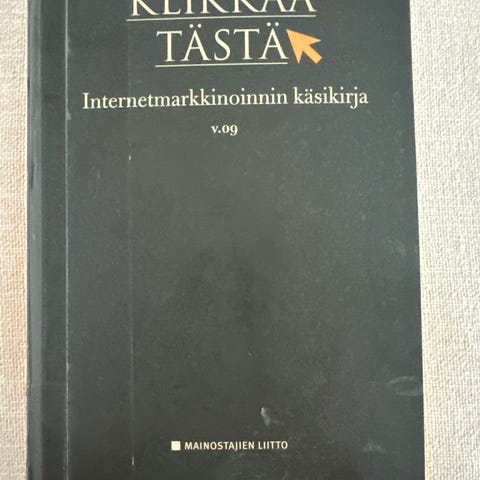 KLIKKAA
TÄSTÄ
Internetmarkkinoinnin käsikirja
v.09
MAINOSTAJIEN LIITTO